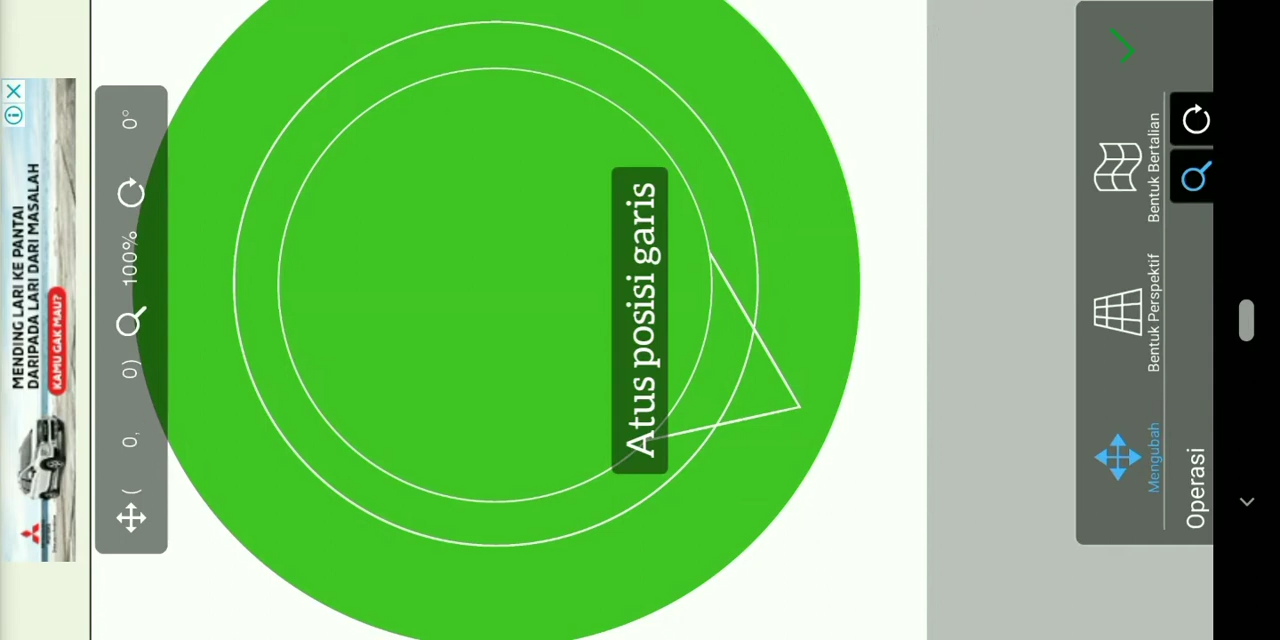 MENDING LARI KE PANTAI
DARIPADA LARI DARI MASALAH
KAMU GAK MAU?
( 0, 0) 100% 0°
Atus posisi garis
Mengubah
Bentuk Perspektif
Bentuk Bertalian
Operasi